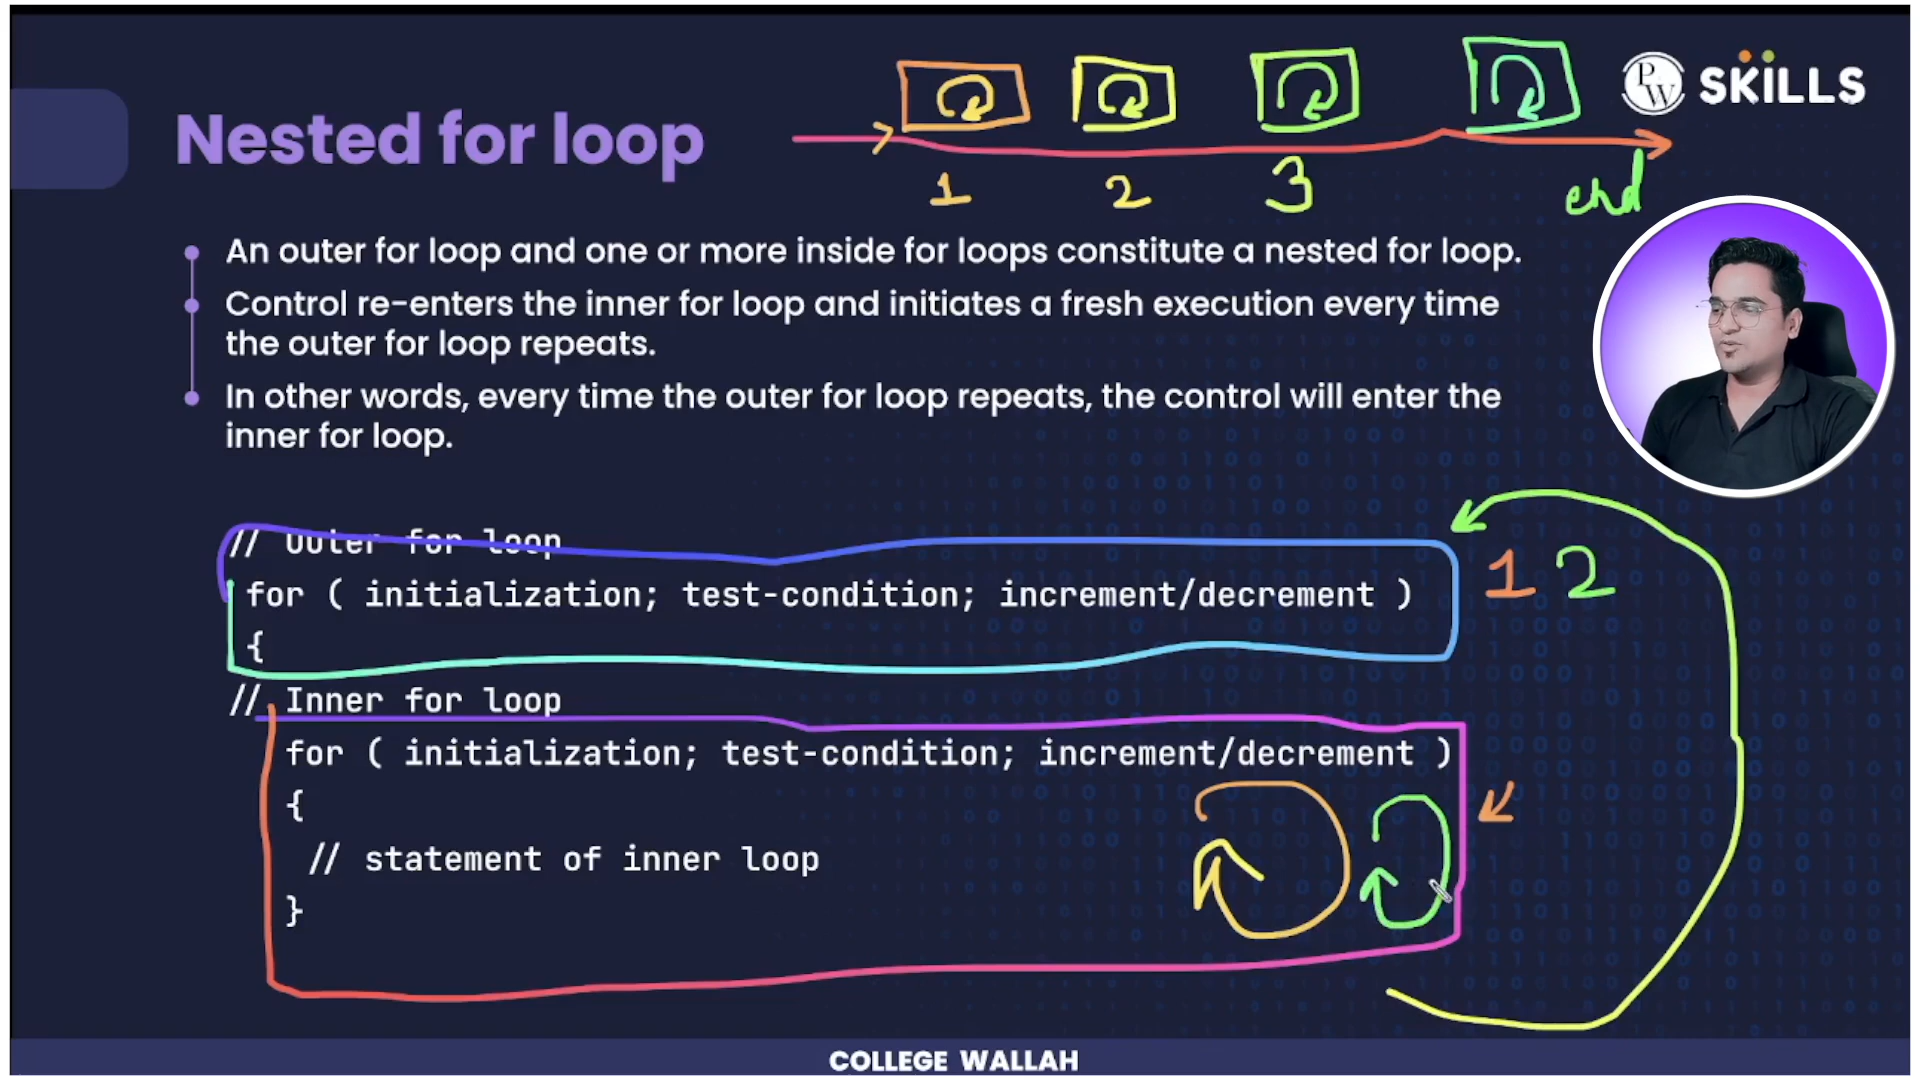 PW SKILLS
Nested for loop
1 2 3 end
An outer for loop and one or more inside for loops constitute a nested for loop.
Control re-enters the inner for loop and initiates a fresh execution every time
the outer for loop repeats.
In other words, every time the outer for loop repeats, the control will enter the
inner for loop.
// Outer for loop
for ( initialization; test-condition; increment/decrement )
1 2
{
// Inner for loop
for ( initialization; test-condition; increment/decrement )
{
// statement of inner loop
}
COLLEGE WALLAH